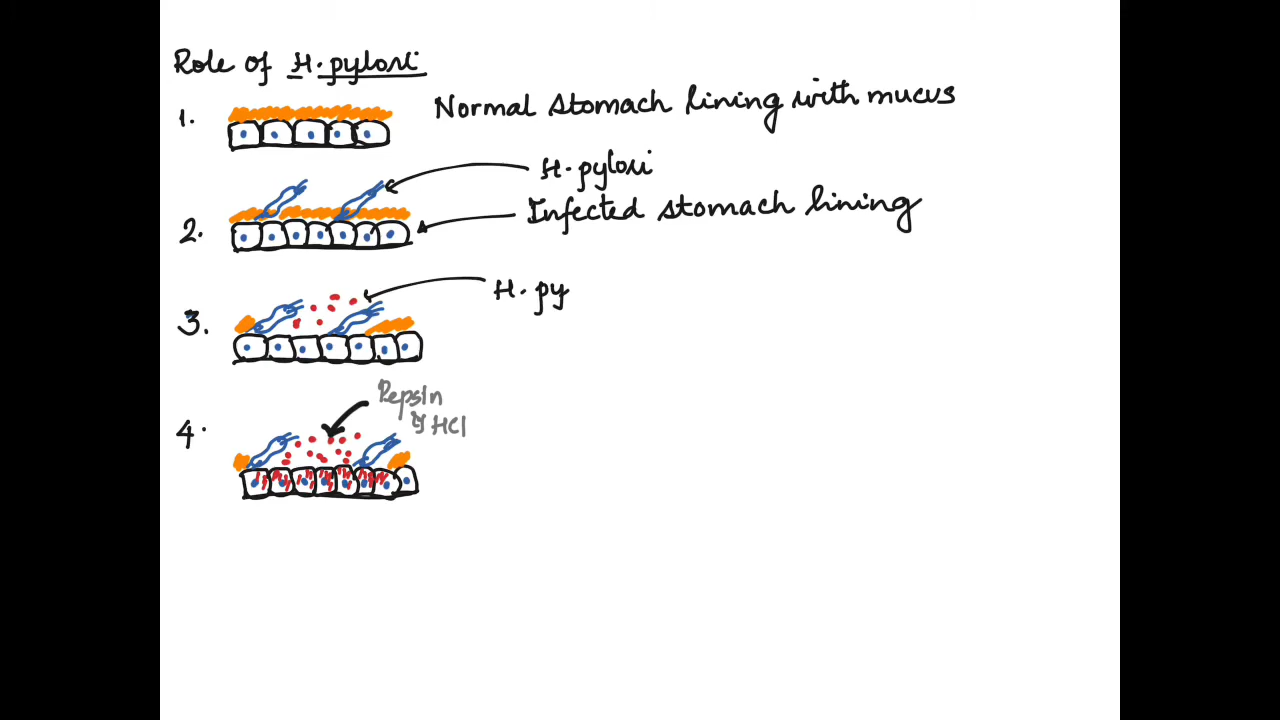 Role of H. pylori
1. Normal stomach lining with mucus
H. pylori
2. Infected stomach lining
3. H. py
4. Pepsin
& HCl